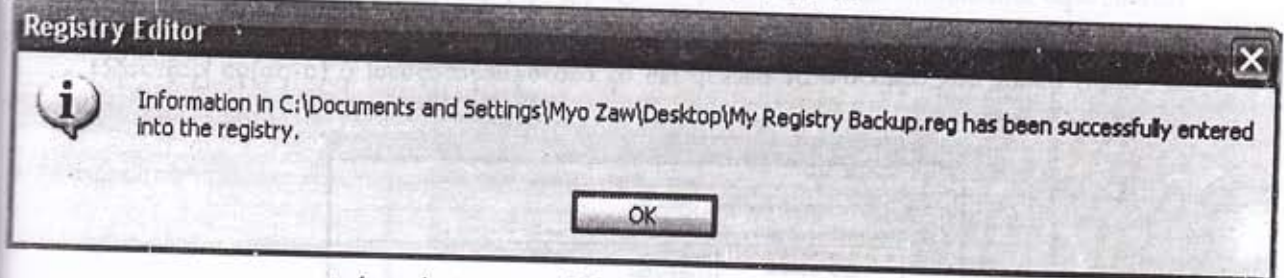 Registry Editor
Information in C:\Documents and Settings\Myo Zaw\Desktop\My Registry Backup.reg has been successfully entered
into the registry.
OK